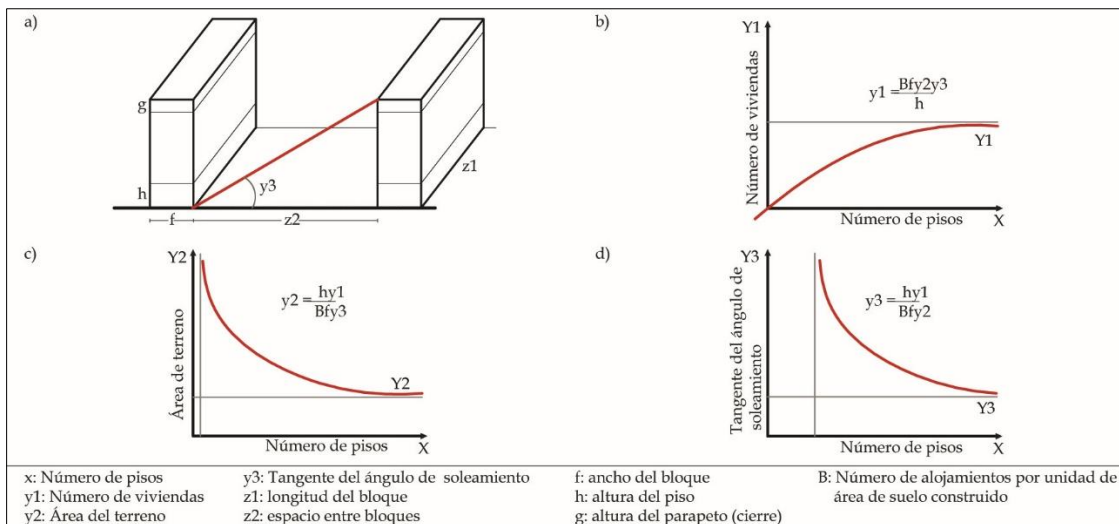 a)
g
h
f
z2
y3
z1
b)
Y1
Número de viviendas
y1 = Bfy2y3 / h
Y1
Número de pisos
X
c)
Y2
Área de terreno
y2 = hy1 / Bfy3
Y2
Número de pisos
X
d)
Y3
Tangente del ángulo de
soleamiento
y3 = hy1 / Bfy2
Y3
Número de pisos
X
x: Número de pisos
y1: Número de viviendas
y2: Área del terreno
y3: Tangente del ángulo de soleamiento
z1: longitud del bloque
z2: espacio entre bloques
f: ancho del bloque
h: altura del piso
g: altura del parapeto (cierre)
B: Número de alojamientos por unidad de
área de suelo construido